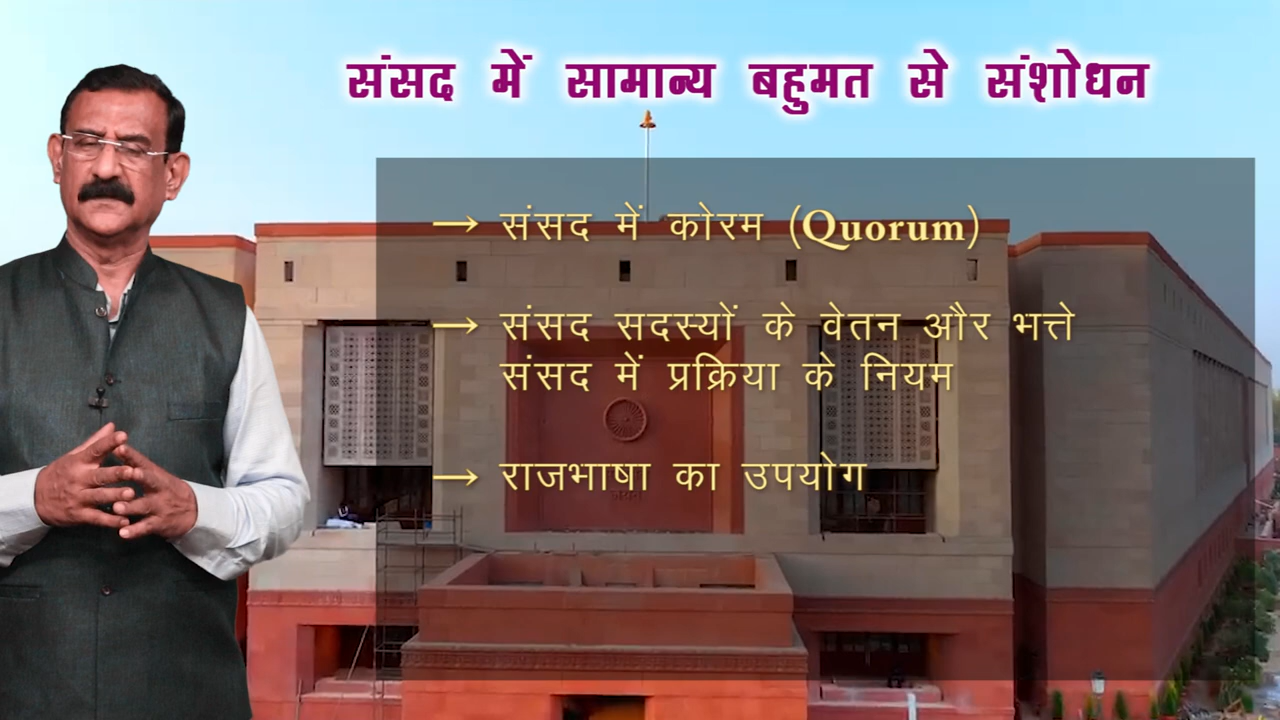 संसद में सामान्य बहुमत से संशोधन
→ संसद में कोरम (Quorum)
→ संसद सदस्यों के वेतन और भत्ते
संसद में प्रक्रिया के नियम
→ राजभाषा का उपयोग